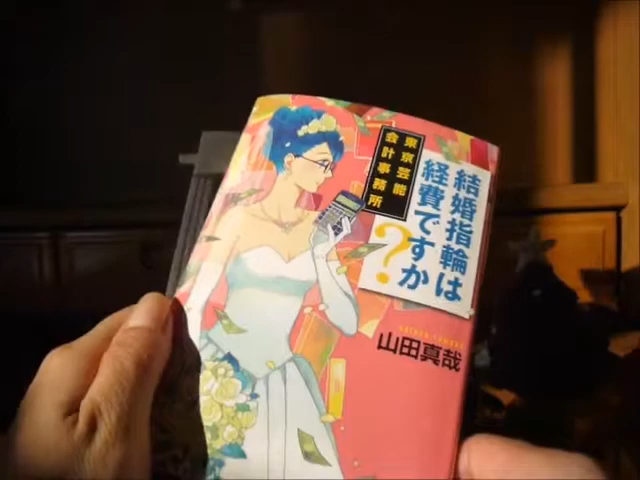 結婚指輪は
経費ですか
?
東京芸能
会計事務所
山田真哉